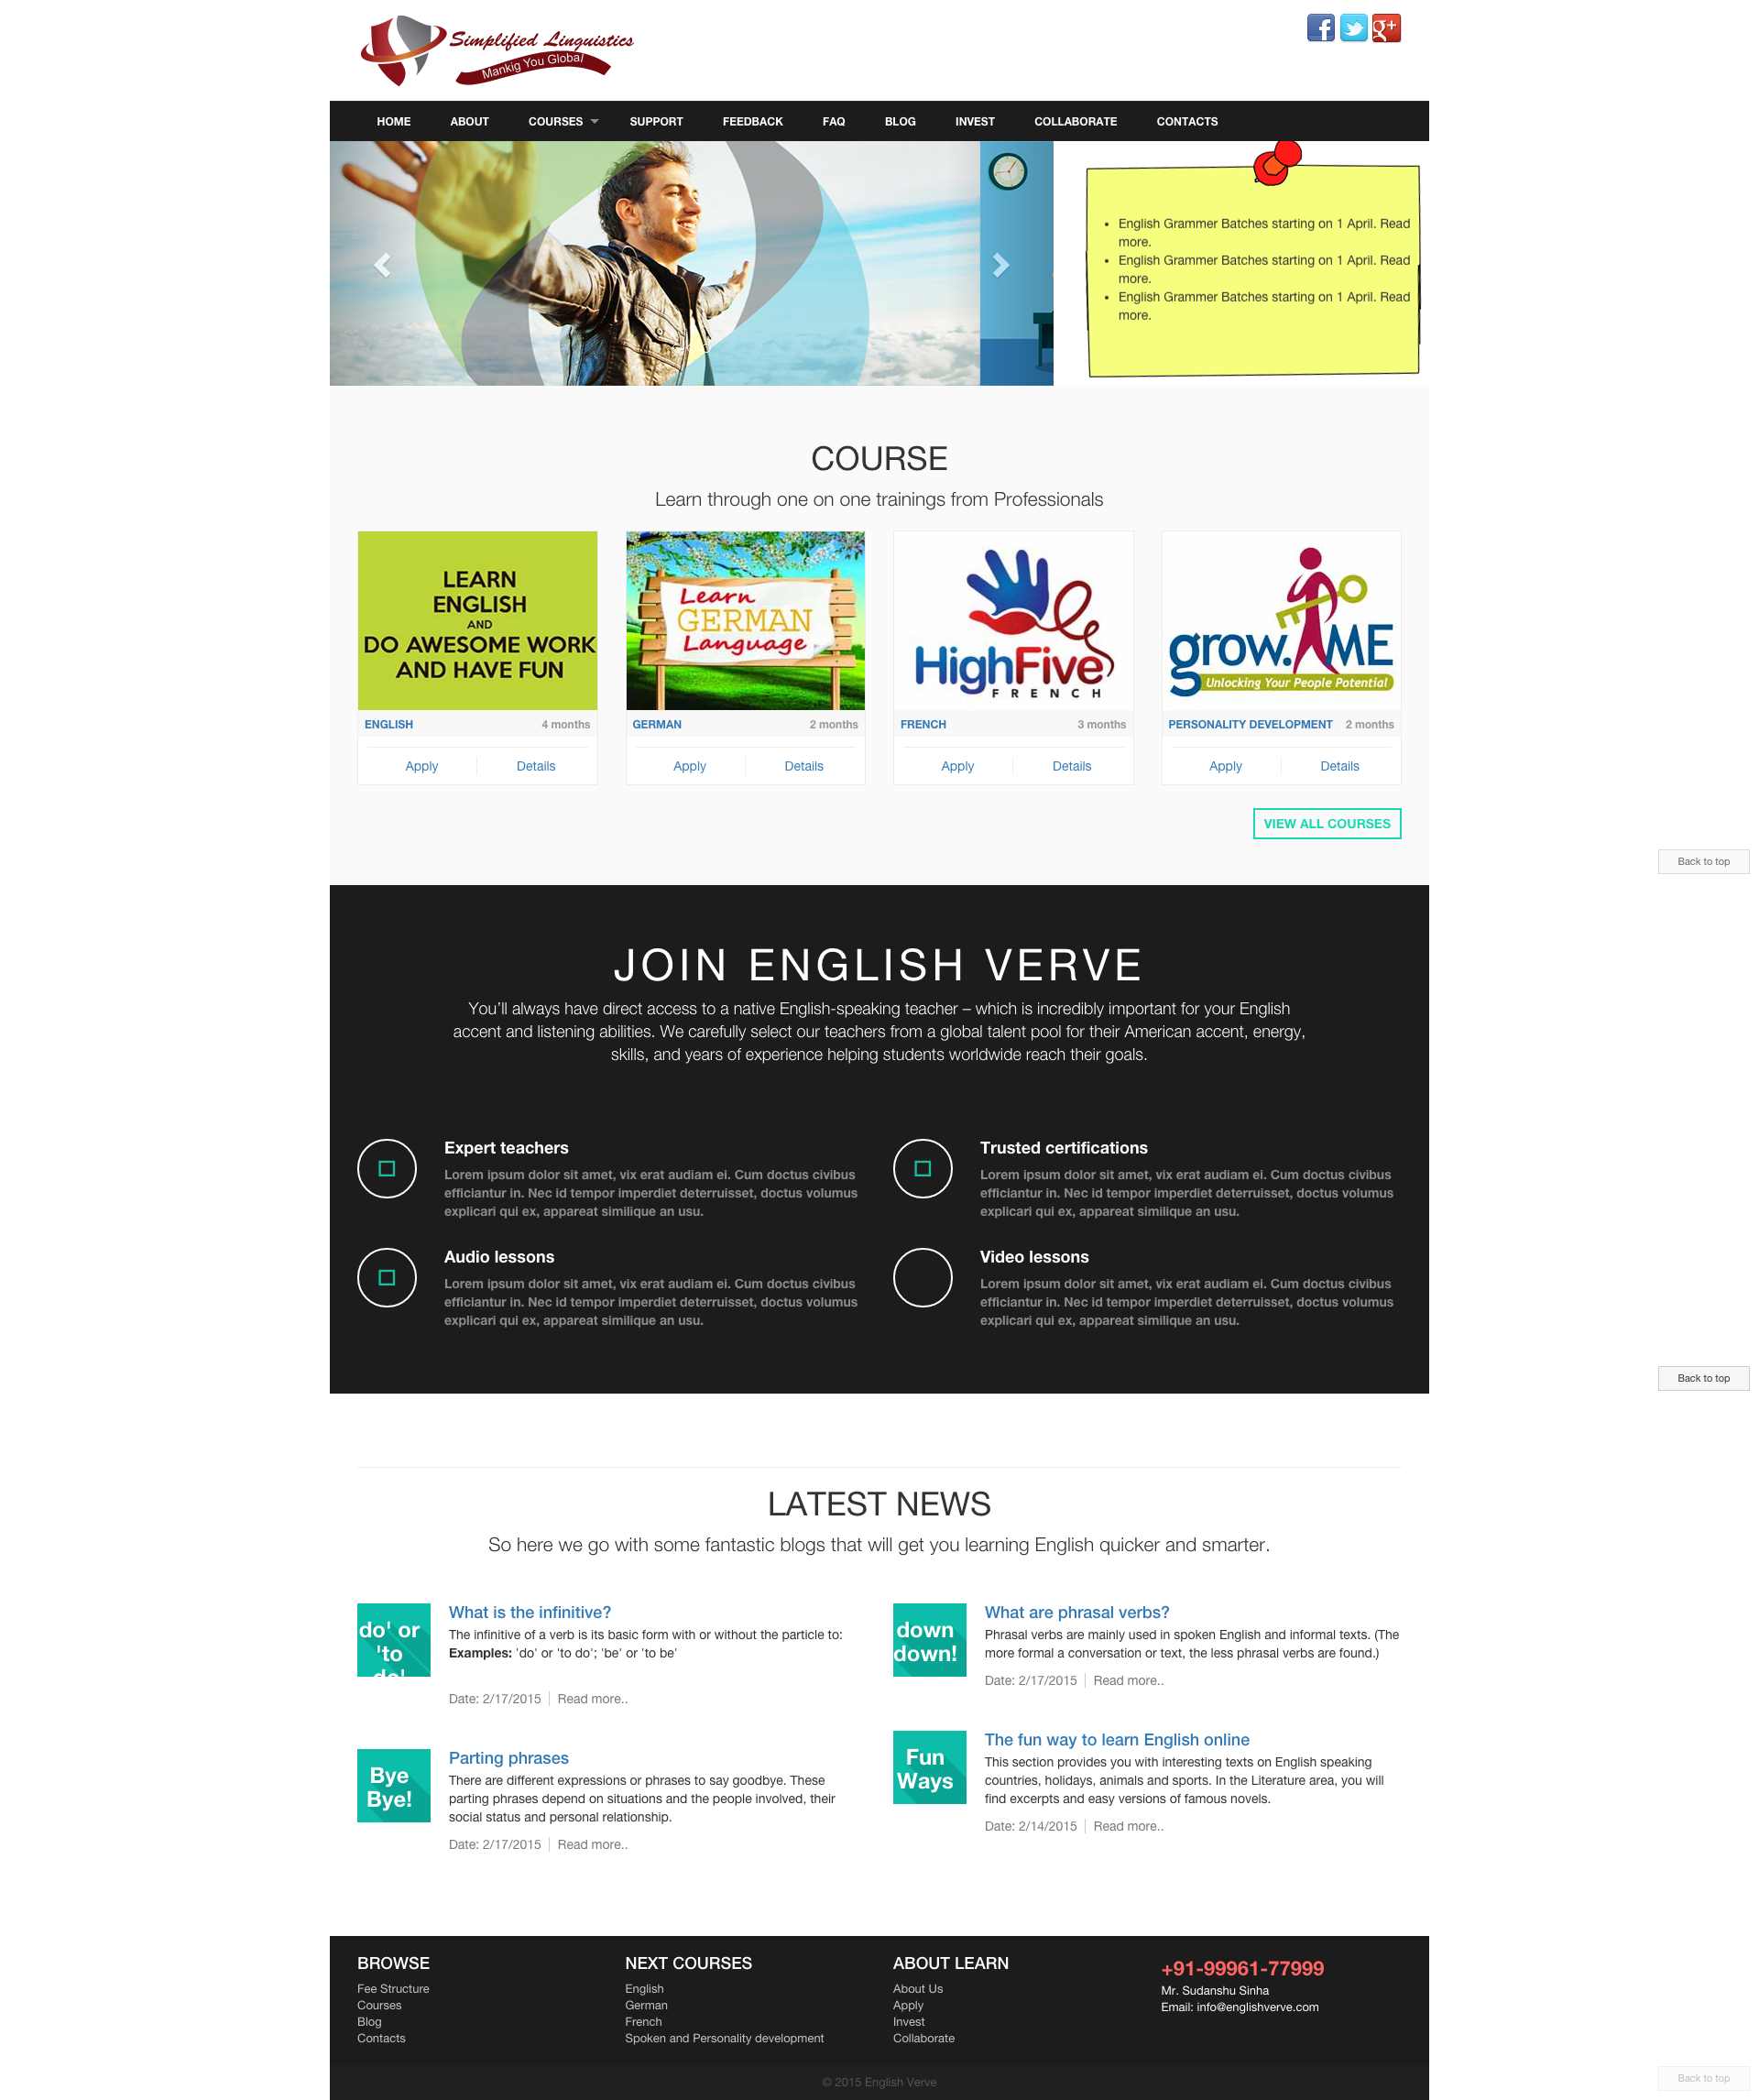 Simplified Linguistics
Mankig You Global
f
g+
HOME ABOUT COURSES SUPPORT FEEDBACK FAQ BLOG INVEST COLLABORATE CONTACTS
• English Grammer Batches starting on 1 April. Read
more.
• English Grammer Batches starting on 1 April. Read
more.
• English Grammer Batches starting on 1 April. Read
more.
COURSE
Learn through one on one trainings from Professionals
LEARN
ENGLISH
AND
DO AWESOME WORK
AND HAVE FUN
ENGLISH 4 months
Apply Details
Learn
GERMAN
Language
GERMAN 2 months
Apply Details
HighFive
FRENCH
FRENCH 3 months
Apply Details
grow.ME
Unlocking Your People Potential
PERSONALITY DEVELOPMENT 2 months
Apply Details
VIEW ALL COURSES
Back to top
JOIN ENGLISH VERVE
You'll always have direct access to a native English-speaking teacher – which is incredibly important for your English
accent and listening abilities. We carefully select our teachers from a global talent pool for their American accent, energy,
skills, and years of experience helping students worldwide reach their goals.
Expert teachers
Lorem ipsum dolor sit amet, vix erat audiam ei. Cum doctus civibus
efficiantur in. Nec id tempor imperdiet deterruisset, doctus volumus
explicari qui ex, appareat similique an usu.
Trusted certifications
Lorem ipsum dolor sit amet, vix erat audiam ei. Cum doctus civibus
efficiantur in. Nec id tempor imperdiet deterruisset, doctus volumus
explicari qui ex, appareat similique an usu.
Audio lessons
Lorem ipsum dolor sit amet, vix erat audiam ei. Cum doctus civibus
efficiantur in. Nec id tempor imperdiet deterruisset, doctus volumus
explicari qui ex, appareat similique an usu.
Video lessons
Lorem ipsum dolor sit amet, vix erat audiam ei. Cum doctus civibus
efficiantur in. Nec id tempor imperdiet deterruisset, doctus volumus
explicari qui ex, appareat similique an usu.
Back to top
LATEST NEWS
So here we go with some fantastic blogs that will get you learning English quicker and smarter.
do' or
'to
do'
What is the infinitive?
The infinitive of a verb is its basic form with or without the particle to:
Examples: 'do' or 'to do'; 'be' or 'to be'
Date: 2/17/2015 Read more..
Bye
Bye!
Parting phrases
There are different expressions or phrases to say goodbye. These
parting phrases depend on situations and the people involved, their
social status and personal relationship.
Date: 2/17/2015 Read more..
down
down!
What are phrasal verbs?
Phrasal verbs are mainly used in spoken English and informal texts. (The
more formal a conversation or text, the less phrasal verbs are found.)
Date: 2/17/2015 Read more..
Fun
Ways
The fun way to learn English online
This section provides you with interesting texts on English speaking
countries, holidays, animals and sports. In the Literature area, you will
find excerpts and easy versions of famous novels.
Date: 2/14/2015 Read more..
BROWSE
Fee Structure
Courses
Blog
Contacts
NEXT COURSES
English
German
French
Spoken and Personality development
ABOUT LEARN
About Us
Apply
Invest
Collaborate
+91-99961-77999
Mr. Sudanshu Sinha
Email: info@englishverve.com
© 2015 English Verve
Back to top